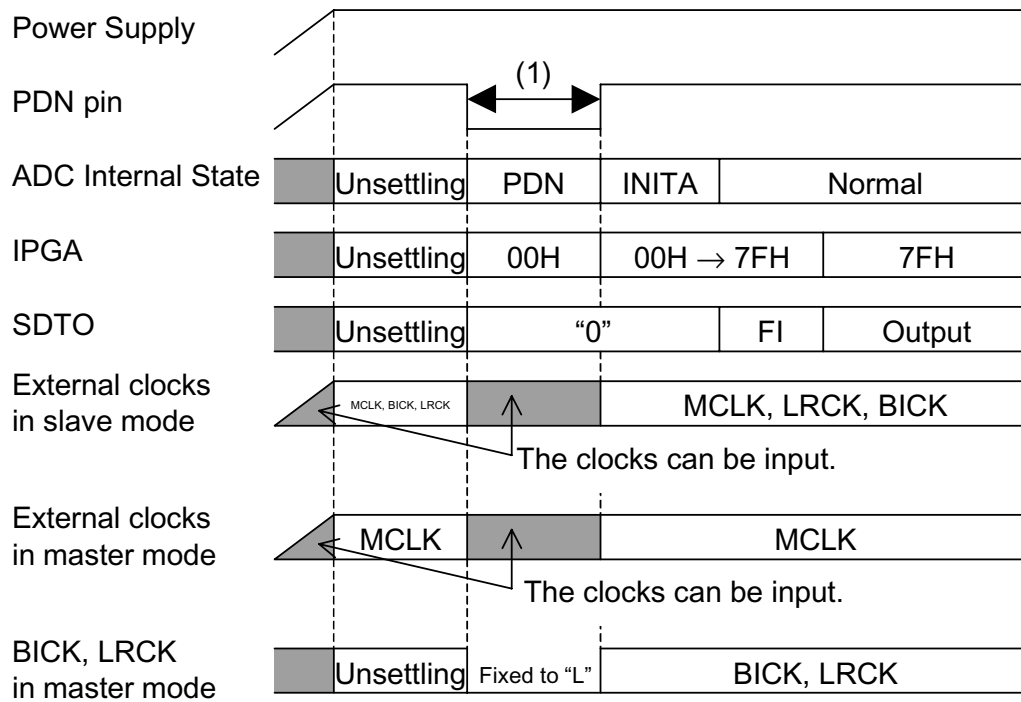 Power Supply
(1)
PDN pin
ADC Internal State Unsettling PDN INITA Normal
IPGA Unsettling 00H 00H → 7FH 7FH
SDTO Unsettling “0” FI Output
External clocks
in slave mode MCLK, BICK, LRCK MCLK, LRCK, BICK
The clocks can be input.
External clocks
in master mode MCLK MCLK
The clocks can be input.
BICK, LRCK
in master mode Unsettling Fixed to “L” BICK, LRCK